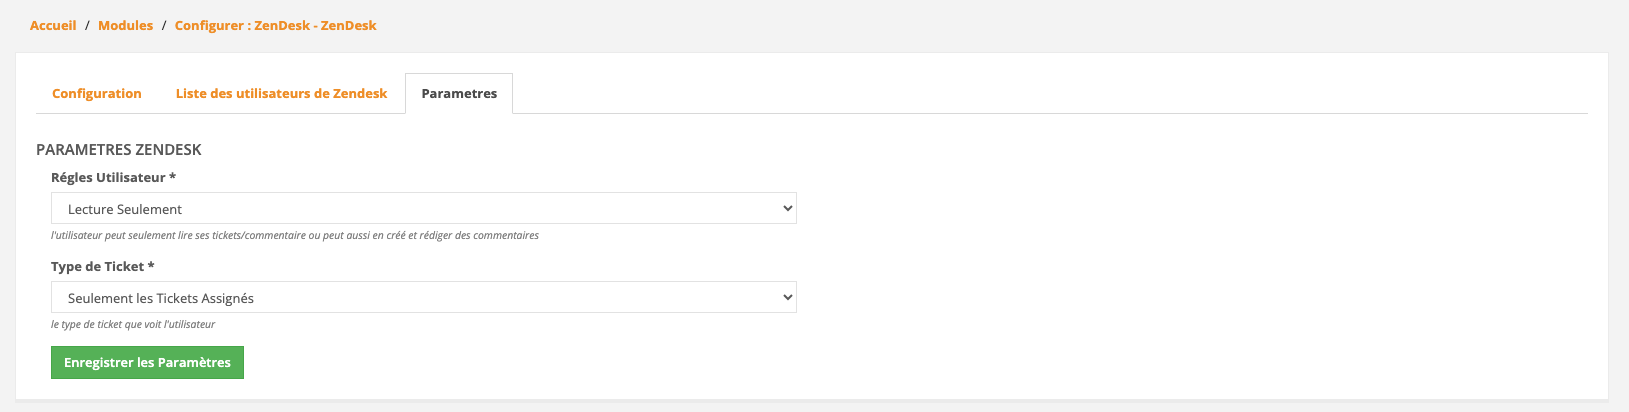 Accueil / Modules / Configurer : ZenDesk - ZenDesk
Configuration Liste des utilisateurs de Zendesk Parametres
PARAMETRES ZENDESK
Régles Utilisateur *
Lecture Seulement
l'utilisateur peut seulement lire ses tickets/commentaire ou peut aussi en créé et rédiger des commentaires
Type de Ticket *
Seulement les Tickets Assignés
le type de ticket que voit l'utilisateur
Enregistrer les Paramètres